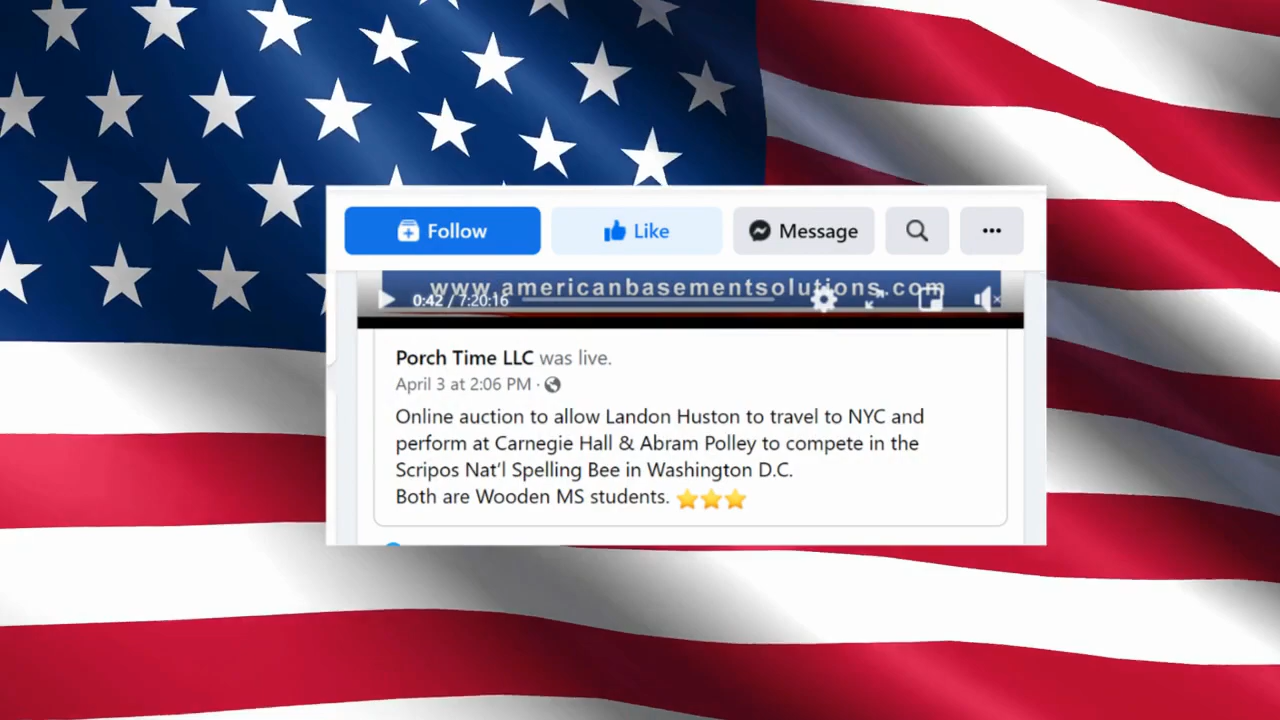 Follow
Like
Message
www.americanbasementsolutions.com
0:42 / 7:20:16
Porch Time LLC was live.
April 3 at 2:06 PM ·
Online auction to allow Landon Huston to travel to NYC and
perform at Carnegie Hall & Abram Polley to compete in the
Scripos Nat'l Spelling Bee in Washington D.C.
Both are Wooden MS students. ⭐⭐⭐